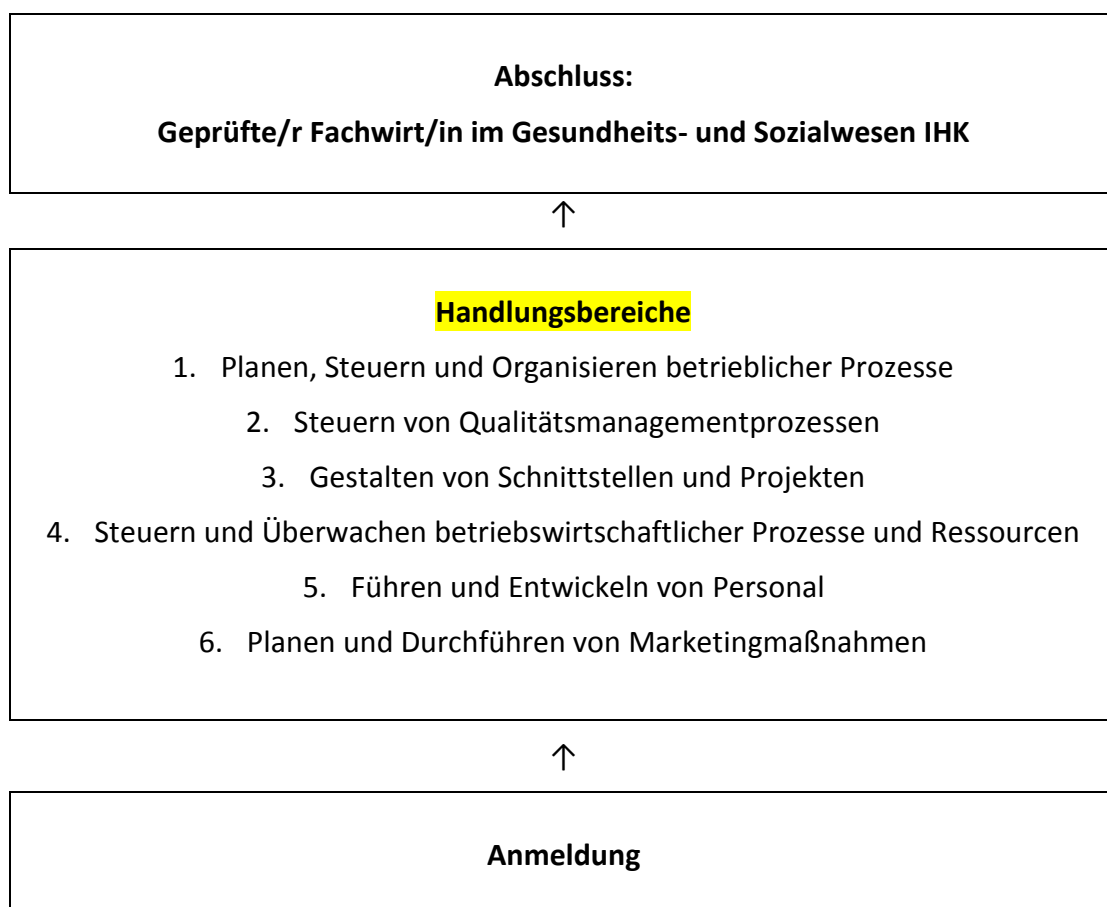 Abschluss:
Geprüfte/r Fachwirt/in im Gesundheits- und Sozialwesen IHK
↑
Handlungsbereiche
1. Planen, Steuern und Organisieren betrieblicher Prozesse
2. Steuern von Qualitätsmanagementprozessen
3. Gestalten von Schnittstellen und Projekten
4. Steuern und Überwachen betriebswirtschaftlicher Prozesse und Ressourcen
5. Führen und Entwickeln von Personal
6. Planen und Durchführen von Marketingmaßnahmen
↑
Anmeldung